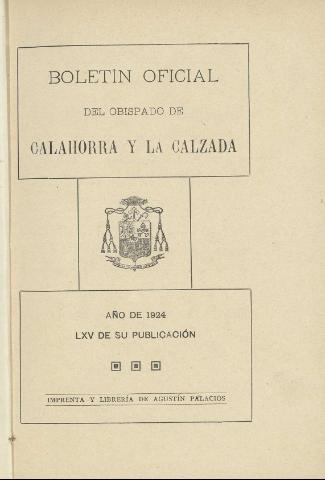 BOLETÍN OFICIAL
DEL OBISPADO DE
CALAHORRA Y LA CALZADA
AÑO DE 1924
LXV DE SU PUBLICACIÓN
IMPRENTA Y LIBRERÍA DE AGUSTÍN PALACIOS